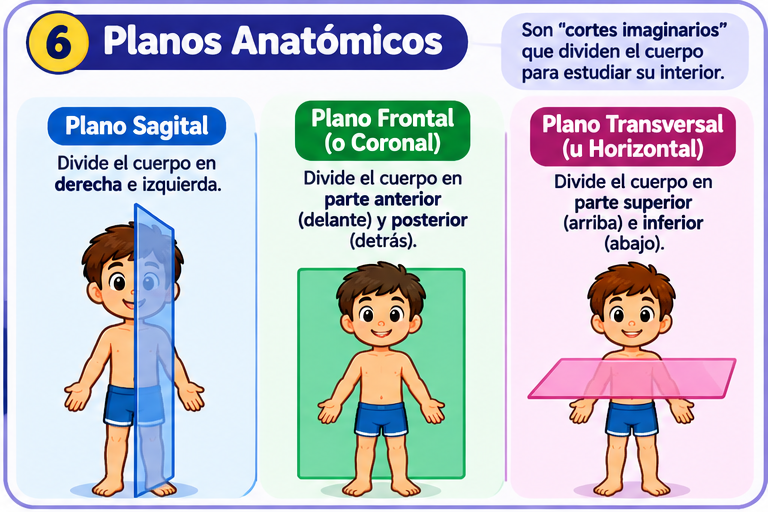 6 Planos Anatómicos
Son "cortes imaginarios"
que dividen el cuerpo
para estudiar su interior.
Plano Sagital
Divide el cuerpo en
derecha e izquierda.
Plano Frontal
(o Coronal)
Divide el cuerpo en
parte anterior
(delante) y posterior
(detrás).
Plano Transversal
(u Horizontal)
Divide el cuerpo en
parte superior
(arriba) e inferior
(abajo).